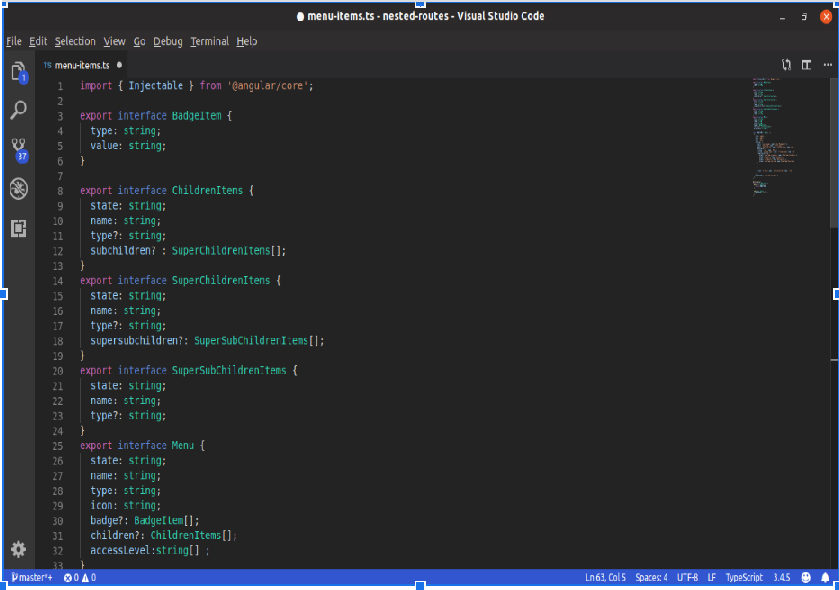 menu-items.ts - nested-routes - Visual Studio Code
File Edit Selection View Go Debug Terminal Help
TS menu-items.ts
1 import { Injectable } from '@angular/core';
2
3 export interface BadgeItem {
4 type: string;
5 value: string;
6 }
7
8 export interface ChildrenItems {
9 state: string;
10 name: string;
11 type?: string;
12 subchildren? : SuperChildrenItems[];
13 }
14 export interface SuperChildrenItems {
15 state: string;
16 name: string;
17 type?: string;
18 supersubchildren?: SuperSubChildrenItems[];
19 }
20 export interface SuperSubChildrenItems {
21 state: string;
22 name: string;
23 type?: string;
24 }
25 export interface Menu {
26 state: string;
27 name: string;
28 type: string;
29 icon: string;
30 badge?: BadgeItem[];
31 children?: ChildrenItems[];
32 accessLevel:string[] ;
33 }
1
37
master*+ 0 0 Ln 63, Col 5 Spaces: 4 UTF-8 LF TypeScript 3.4.5